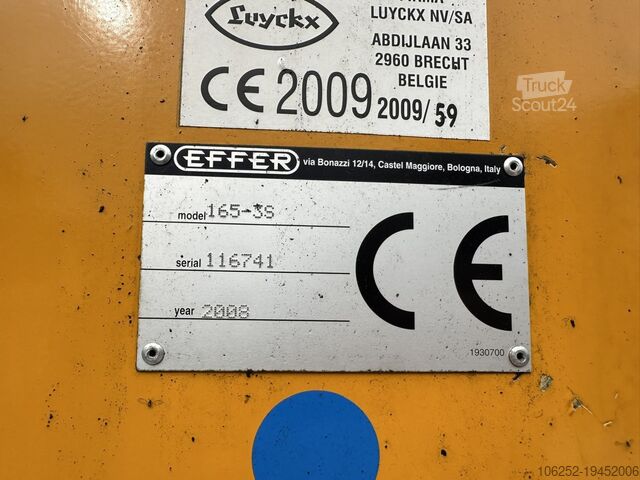 Luyckx
LUYCKX NV/SA
ABDIJLAAN 33
2960 BRECHT
BELGIE
CE 2009 2009/59
Truck
Scout24
EFFER via Bonazzi 12/14, Castel Maggiore, Bologna, Italy
model 165-3S
serial 116741
year 2008
CE
1930700
106252-19452006